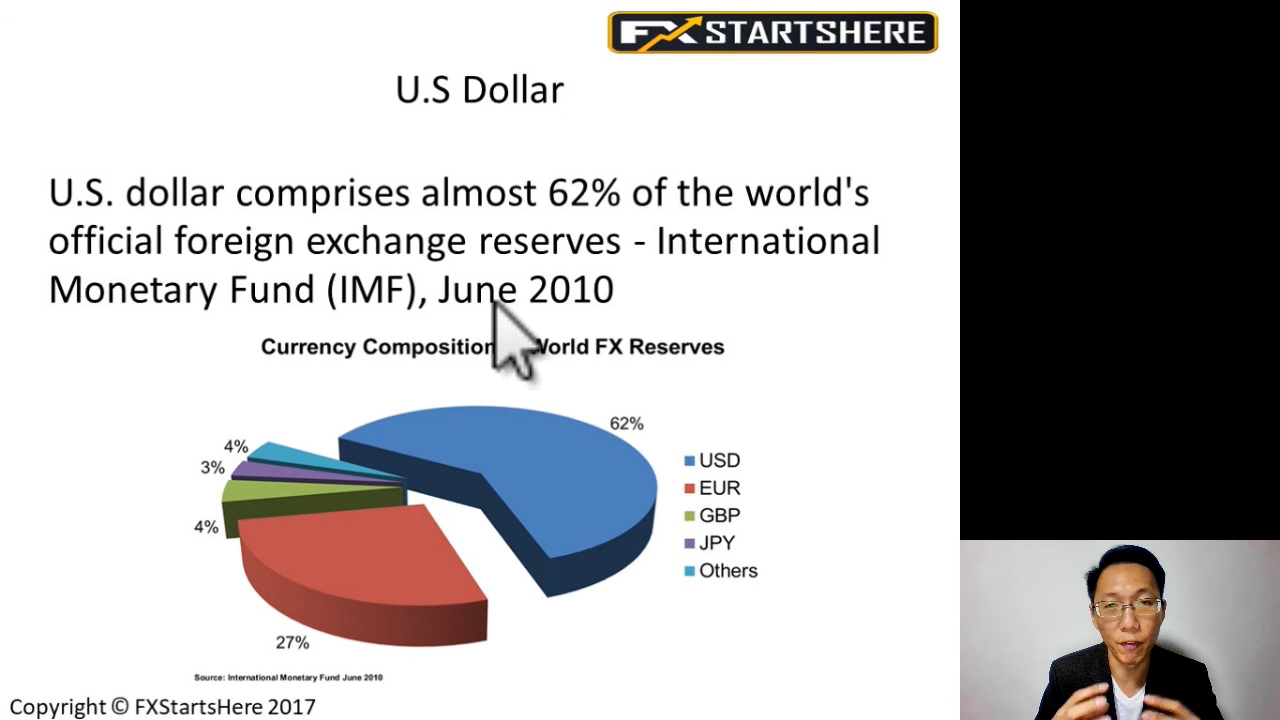 FXSTARTSHERE
U.S Dollar
U.S. dollar comprises almost 62% of the world's
official foreign exchange reserves - International
Monetary Fund (IMF), June 2010
Currency Composition World FX Reserves
62%
4%
3%
4%
27%
USD
EUR
GBP
JPY
Others
Source: International Monetary Fund June 2010
Copyright © FXStartsHere 2017